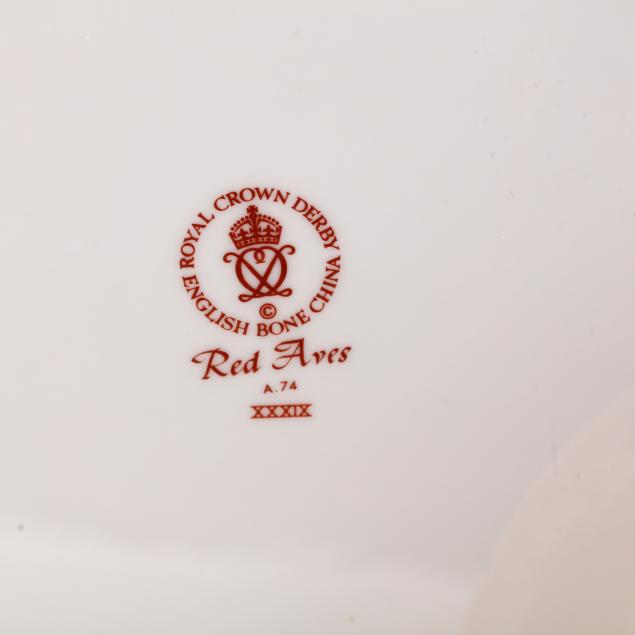 ROYAL CROWN DERBY
ENGLISH BONE CHINA
©
Red Aves
A.74
XXXIX